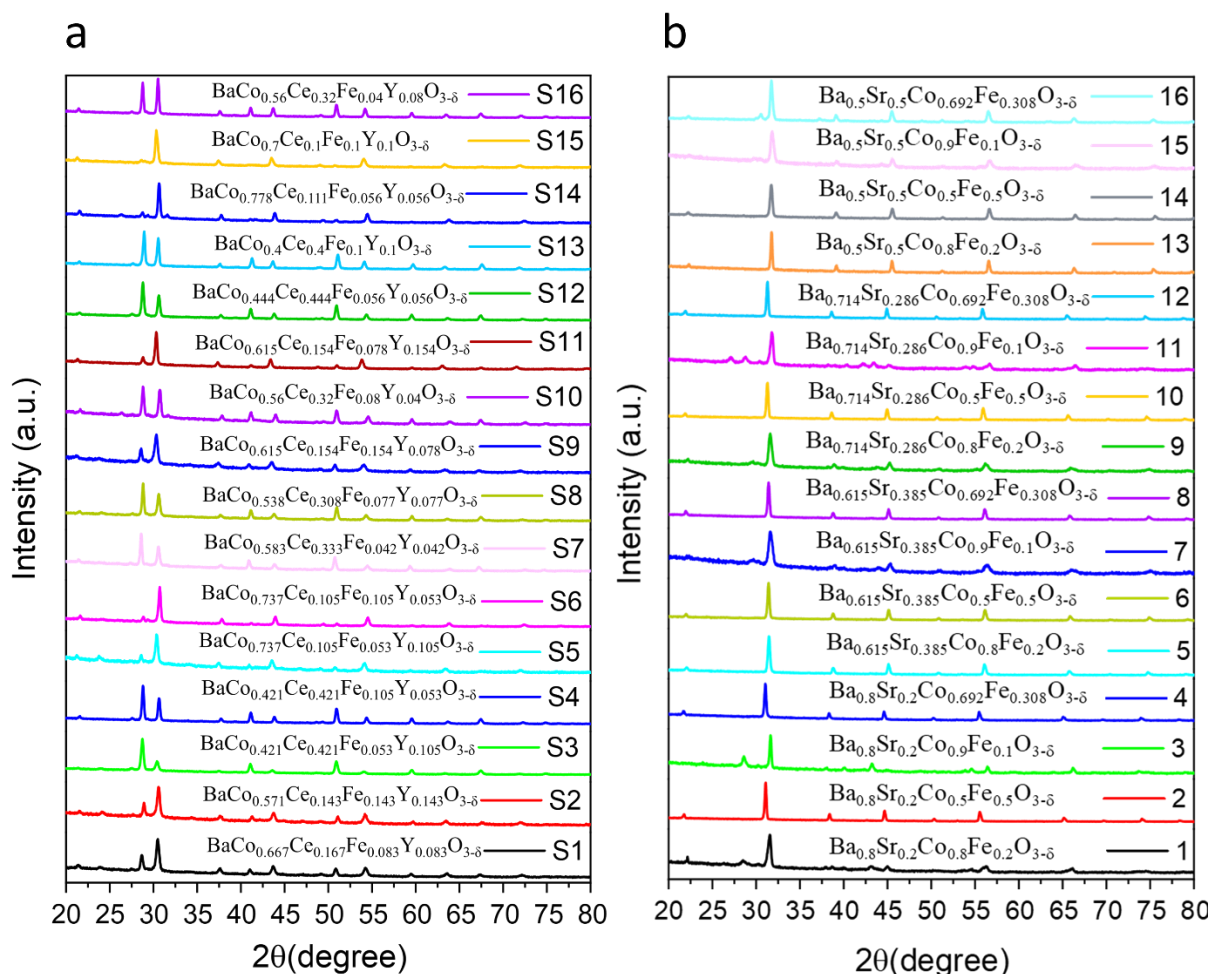 a
BaCo0.56Ce0.32Fe0.04Y0.08O3-δ S16
BaCo0.7Ce0.1Fe0.1Y0.1O3-δ S15
BaCo0.778Ce0.111Fe0.056Y0.056O3-δ S14
BaCo0.4Ce0.4Fe0.1Y0.1O3-δ S13
BaCo0.444Ce0.444Fe0.056Y0.056O3-δ S12
BaCo0.615Ce0.154Fe0.078Y0.154O3-δ S11
BaCo0.56Ce0.32Fe0.08Y0.04O3-δ S10
BaCo0.615Ce0.154Fe0.154Y0.078O3-δ S9
BaCo0.538Ce0.308Fe0.077Y0.077O3-δ S8
BaCo0.583Ce0.333Fe0.042Y0.042O3-δ S7
BaCo0.737Ce0.105Fe0.105Y0.053O3-δ S6
BaCo0.737Ce0.105Fe0.053Y0.105O3-δ S5
BaCo0.421Ce0.421Fe0.105Y0.053O3-δ S4
BaCo0.421Ce0.421Fe0.053Y0.105O3-δ S3
BaCo0.571Ce0.143Fe0.143Y0.143O3-δ S2
BaCo0.667Ce0.167Fe0.083Y0.083O3-δ S1
Intensity (a.u.)
20 25 30 35 40 45 50 55 60 65 70 75 80
2θ(degree)
b
Ba0.5Sr0.5Co0.692Fe0.308O3-δ 16
Ba0.5Sr0.5Co0.9Fe0.1O3-δ 15
Ba0.5Sr0.5Co0.5Fe0.5O3-δ 14
Ba0.5Sr0.5Co0.8Fe0.2O3-δ 13
Ba0.714Sr0.286Co0.692Fe0.308O3-δ 12
Ba0.714Sr0.286Co0.9Fe0.1O3-δ 11
Ba0.714Sr0.286Co0.5Fe0.5O3-δ 10
Ba0.714Sr0.286Co0.8Fe0.2O3-δ 9
Ba0.615Sr0.385Co0.692Fe0.308O3-δ 8
Ba0.615Sr0.385Co0.9Fe0.1O3-δ 7
Ba0.615Sr0.385Co0.5Fe0.5O3-δ 6
Ba0.615Sr0.385Co0.8Fe0.2O3-δ 5
Ba0.8Sr0.2Co0.692Fe0.308O3-δ 4
Ba0.8Sr0.2Co0.9Fe0.1O3-δ 3
Ba0.8Sr0.2Co0.5Fe0.5O3-δ 2
Ba0.8Sr0.2Co0.8Fe0.2O3-δ 1
Intensity (a.u.)
20 25 30 35 40 45 50 55 60 65 70 75 80
2θ(degree)